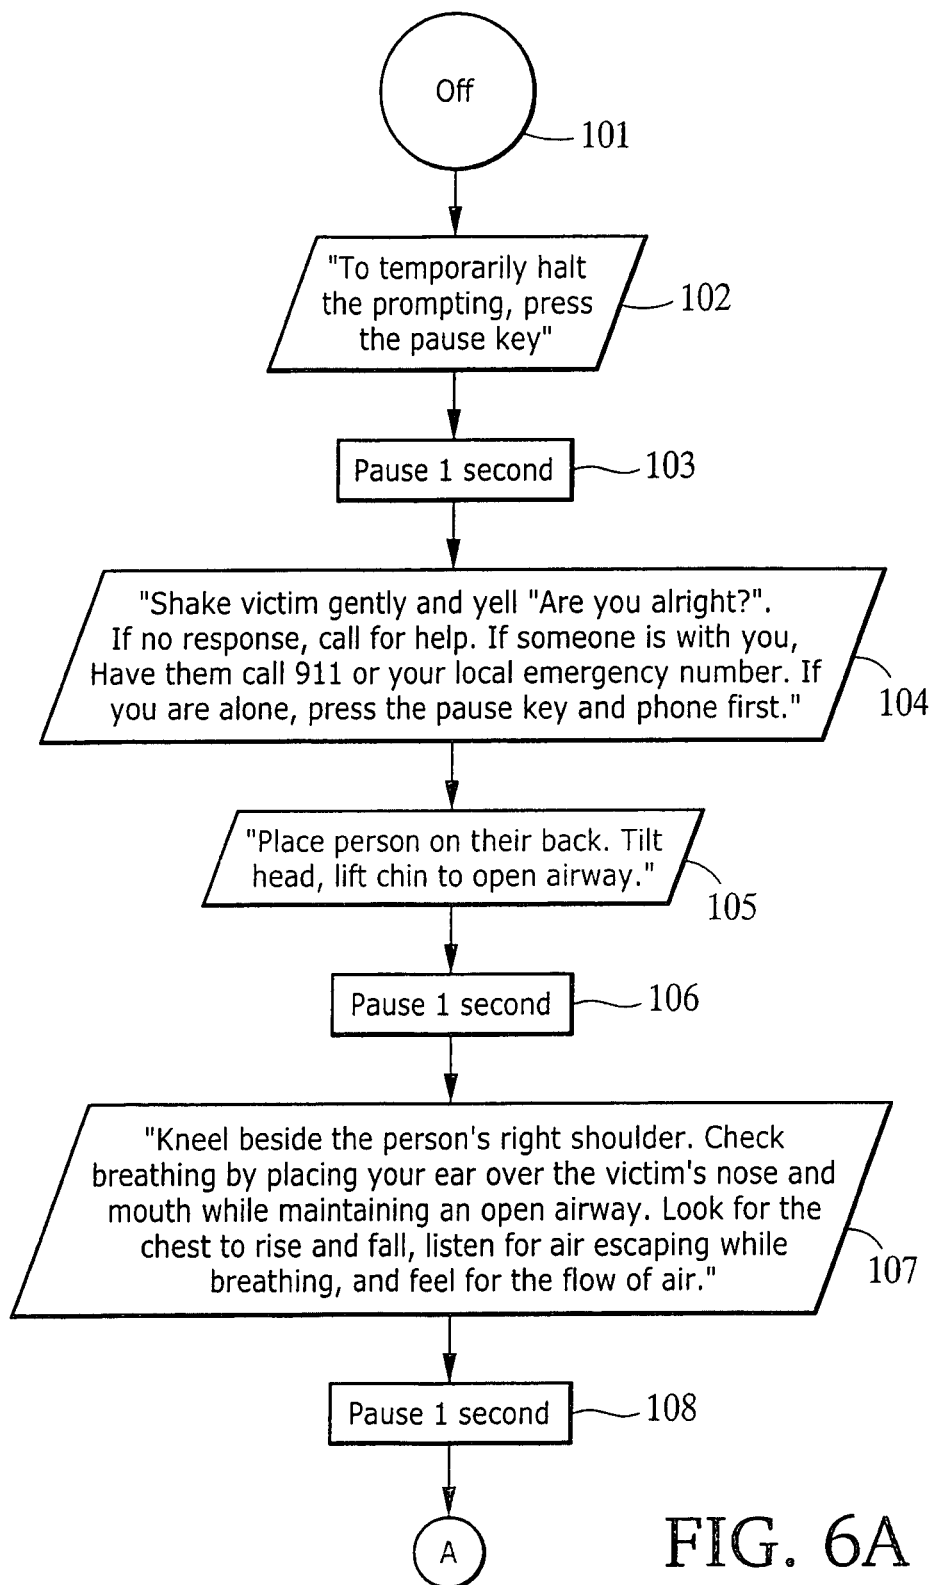 Off
101
"To temporarily halt
the prompting, press
the pause key"
102
Pause 1 second
103
"Shake victim gently and yell "Are you alright?".
If no response, call for help. If someone is with you,
Have them call 911 or your local emergency number. If
you are alone, press the pause key and phone first."
104
"Place person on their back. Tilt
head, lift chin to open airway."
105
Pause 1 second
106
"Kneel beside the person's right shoulder. Check
breathing by placing your ear over the victim's nose and
mouth while maintaining an open airway. Look for the
chest to rise and fall, listen for air escaping while
breathing, and feel for the flow of air."
107
Pause 1 second
108
A
FIG. 6A